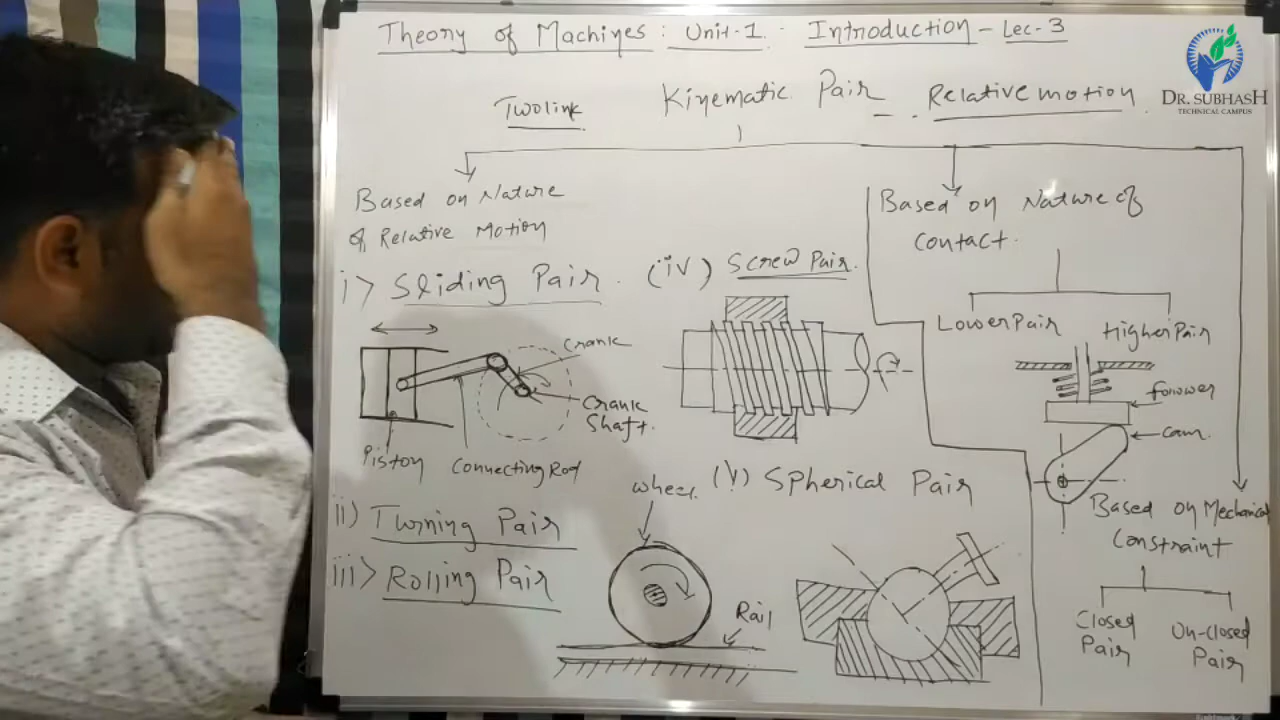 Theory of Machines: Unit-1. Introduction - Lec-3
DR. SUBHASH
TECHNICAL CAMPUS
Two link
Kinematic Pair - Relative motion
Based on Nature
of Relative Motion
Based on Nature of
Contact.
i) Sliding Pair.
(iv) Screw Pair.
Lower Pair
Higher Pair
Crank
Crank
Shaft.
follower
cam.
Piston
Connecting Rod
ii) Turning Pair
iii) Rolling Pair
wheel
Rail
(V) Spherical Pair
Based on Mechanical
Constraint
Closed
Pair
Un-closed
Pair